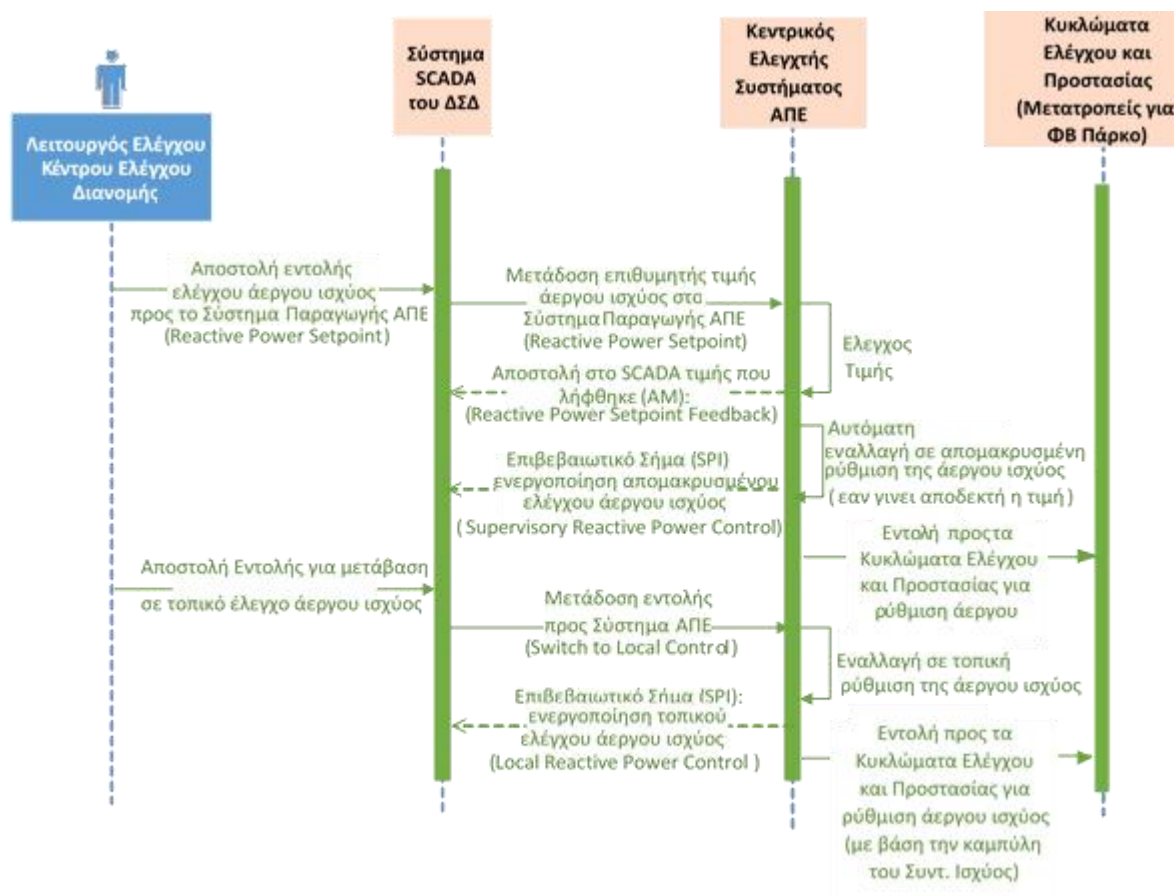 Σύστημα
SCADA
του ΔΣΔ
Κεντρικός
Ελεγχτής
Συστήματος
ΑΠΕ
Κυκλώματα
Ελέγχου και
Προστασίας
(Μετατροπείς για
ΦΒ Πάρκο)
Λειτουργός Ελέγχου
Κέντρου Ελέγχου
Διανομής
Αποστολή εντολής
ελέγχου άεργου ισχύος
προς το Σύστημα Παραγωγής ΑΠΕ
(Reactive Power Setpoint)
Μετάδοση επιθυμητής τιμής
άεργου ισχύος στο
Σύστημα Παραγωγής ΑΠΕ
(Reactive Power Setpoint)
Ελεγχος
Τιμής
Αποστολή στο SCADA τιμής που
λήφθηκε (AM):
(Reactive Power Setpoint Feedback)
Αυτόματη
εναλλαγή σε απομακρυσμένη
ρύθμιση της άεργου ισχύος
( εαν γινει αποδεκτή η τιμή )
Επιβεβαιωτικό Σήμα (SPI)
ενεργοποίηση απομακρυσμένου
ελέγχου άεργου ισχύος
( Supervisory Reactive Power Control)
Εντολή προς τα
Κυκλώματα Ελέγχου
και Προστασίας για
ρύθμιση άεργου
Αποστολή Εντολής για μετάβαση
σε τοπικό έλεγχο άεργου ισχύος
Μετάδοση εντολής
προς Σύστημα ΑΠΕ
(Switch to Local Control )
Εναλλαγή σε τοπική
ρύθμιση της άεργου ισχύος
Επιβεβαιωτικό Σήμα (SPI):
ενεργοποίηση τοπικού
ελέγχου άεργου ισχύος
(Local Reactive Power Control )
Εντολή προς τα
Κυκλώματα Ελέγχου
και Προστασίας για
ρύθμιση άεργου ισχύος
(με βάση την καμπύλη
του Συντ. Ισχύος)